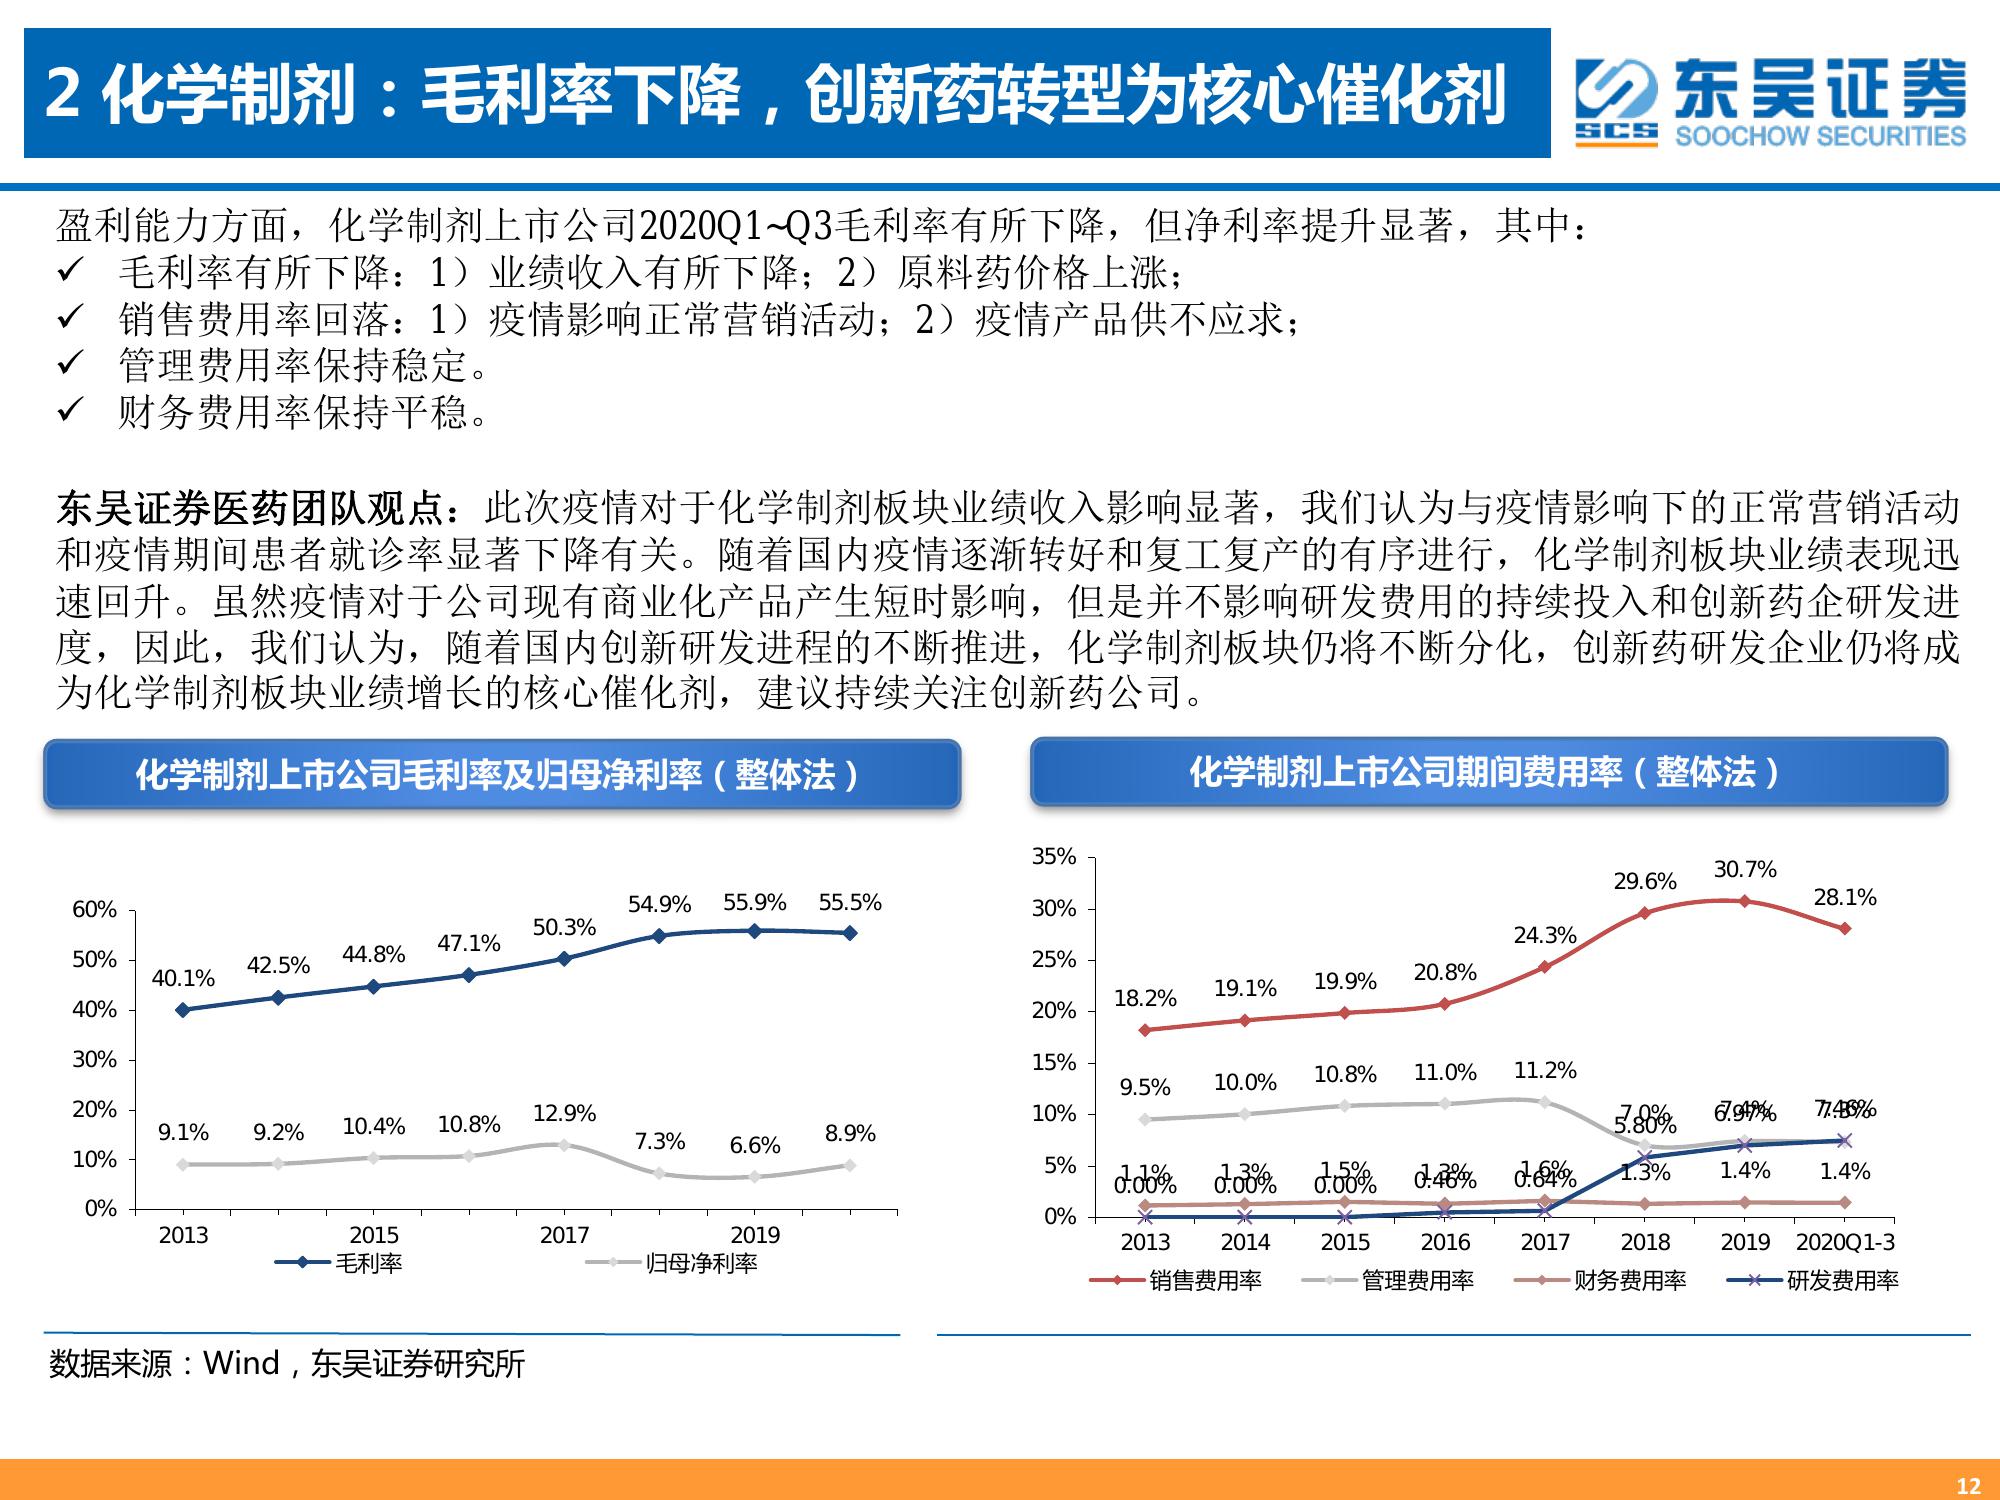 2 化学制剂：毛利率下降，创新药转型为核心催化剂
东吴证券
SCS
SOOCHOW SECURITIES
盈利能力方面，化学制剂上市公司2020Q1~Q3毛利率有所下降，但净利率提升显著，其中：
✓ 毛利率有所下降：1）业绩收入有所下降；2）原料药价格上涨；
✓ 销售费用率回落：1）疫情影响正常营销活动；2）疫情产品供不应求；
✓ 管理费用率保持稳定。
✓ 财务费用率保持平稳。
东吴证券医药团队观点：此次疫情对于化学制剂板块业绩收入影响显著，我们认为与疫情影响下的正常营销活动
和疫情期间患者就诊率显著下降有关。随着国内疫情逐渐转好和复工复产的有序进行，化学制剂板块业绩表现迅
速回升。虽然疫情对于公司现有商业化产品产生短时影响，但是并不影响研发费用的持续投入和创新药企研发进
度，因此，我们认为，随着国内创新研发进程的不断推进，化学制剂板块仍将不断分化，创新药研发企业仍将成
为化学制剂板块业绩增长的核心催化剂，建议持续关注创新药公司。
化学制剂上市公司毛利率及归母净利率（整体法）
60%
50%
40%
30%
20%
10%
0%
40.1% 42.5% 44.8% 47.1% 50.3% 54.9% 55.9% 55.5%
9.1% 9.2% 10.4% 10.8% 12.9% 7.3% 6.6% 8.9%
2013 2015 2017 2019
毛利率 归母净利率
化学制剂上市公司期间费用率（整体法）
35%
30%
25%
20%
15%
10%
5%
0%
18.2% 19.1% 19.9% 20.8% 24.3% 29.6% 30.7% 28.1%
9.5% 10.0% 10.8% 11.0% 11.2% 7.0% 7.4% 7.3%
1.1% 1.3% 1.5% 1.3% 1.6% 1.3% 1.4% 1.4%
0.00% 0.00% 0.00% 0.46% 0.64% 5.80% 6.97% 7.46%
2013 2014 2015 2016 2017 2018 2019 2020Q1-3
销售费用率 管理费用率 财务费用率 研发费用率
数据来源：Wind，东吴证券研究所
12